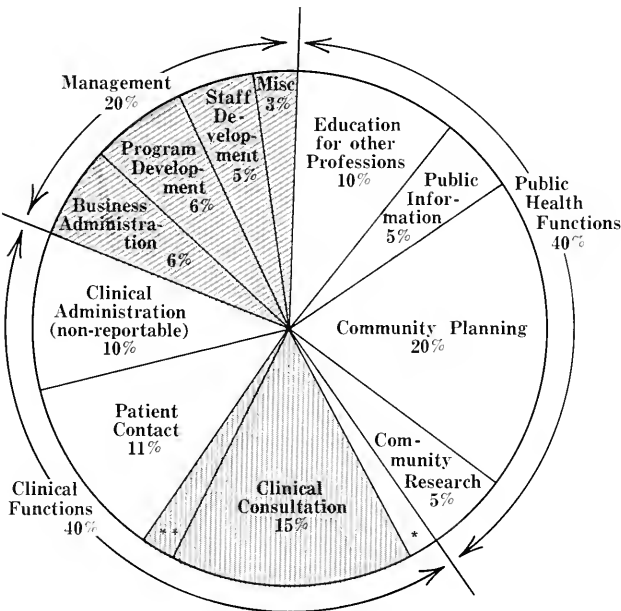 Management
20%
Misc
3%
Staff
De-
velop-
ment
5%
Program
Develop-
ment
6%
Business
Administra-
tion
6%
Education
for other
Professions
10%
Public
Infor-
mation
5%
Public
Health
Functions
40%
Clinical
Administration
(non-reportable)
10%
Community Planning
20%
Patient
Contact
11%
Com-
munity
Research
5%
Clinical
Functions
40%
Clinical
Consultation
15%
**
*